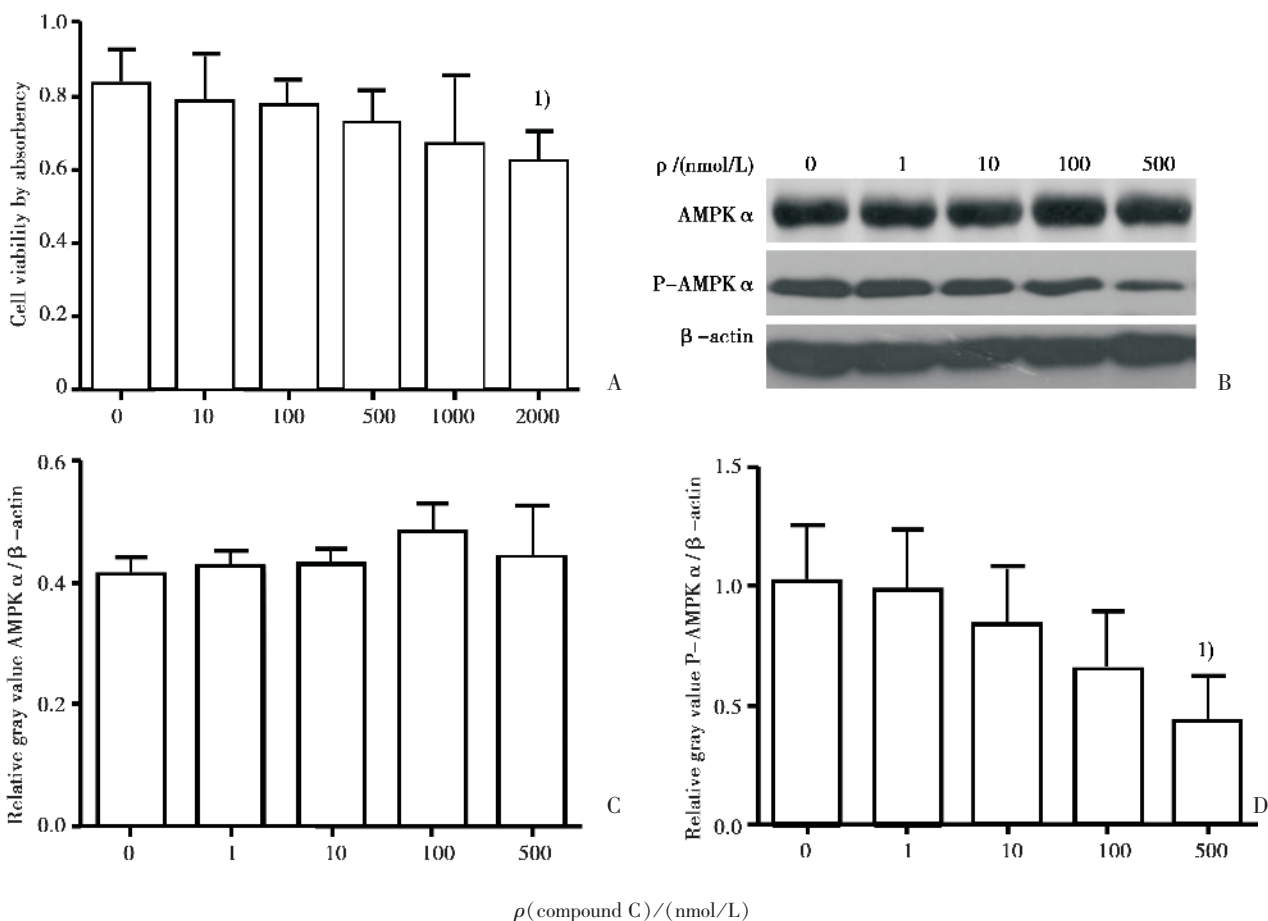 Cell viability by absorbency
1.0
0.8
0.6
0.4
0.2
0
1)
0 10 100 500 1000 2000
A
ρ /(nmol/L) 0 1 10 100 500
AMPK α
P-AMPK α
β-actin
B
Relative gray value AMPK α/β-actin
0.6
0.4
0.2
0.0
0 1 10 100 500
C
Relative gray value P-AMPK α/β-actin
1.5
1.0
0.5
0.0
1)
0 1 10 100 500
D
ρ(compound C)/(nmol/L)